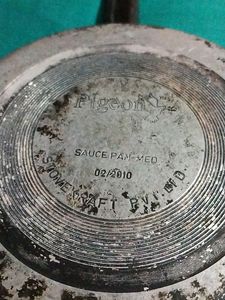 Pigeon
SAUCE PAN-MED
02/2010
STOVEKRAFT PVT LTD.